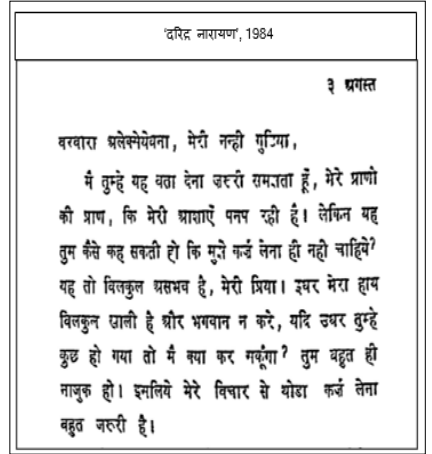 'दरिद्र नारायण', 1984
३ अगस्त
वरवारा अलेक्सेयेवना, मेरी नन्ही गुड़िया,
मैं तुम्हे यह बता देना जरूरी समझता हूँ, मेरे प्राणो
की प्राण, कि मेरी आशाएँ पनप रही है। लेकिन यह
तुम कैसे कह सकती हो कि मुझे कर्ज लेना ही नही चाहिये?
यह तो बिलकुल असभव है, मेरी प्रिया। इधर मेरा हाथ
बिलकुल खाली है और भगवान न करे, यदि उधर तुम्हे
कुछ हो गया तो मैं क्या कर सकूँगा? तुम बहुत ही
नाजुक हो। इसलिये मेरे विचार से थोडा कर्ज लेना
बहुत जरूरी है।